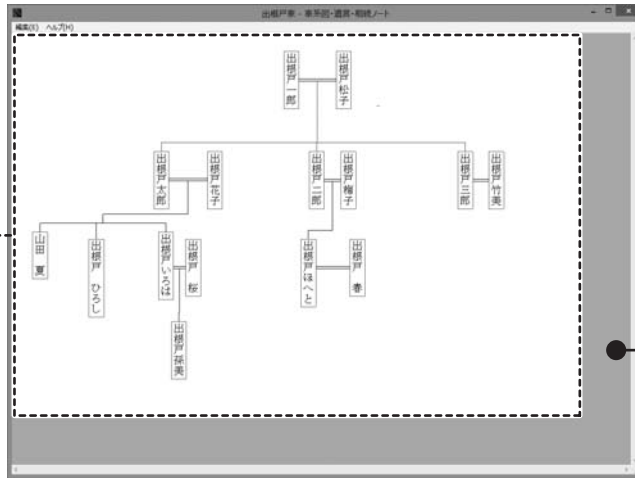 出根戸家 - 家系図・遺言・相続ノート
編集(E) ヘルプ(H)
出根戸一郎
出根戸松子
出根戸太郎
出根戸花子
出根戸二郎
出根戸梅子
出根戸三郎
出根戸竹美
山田 夏
出根戸 ひろし
出根戸 いろは
出根戸 桜
出根戸 ほへと
出根戸 春
出根戸孫美